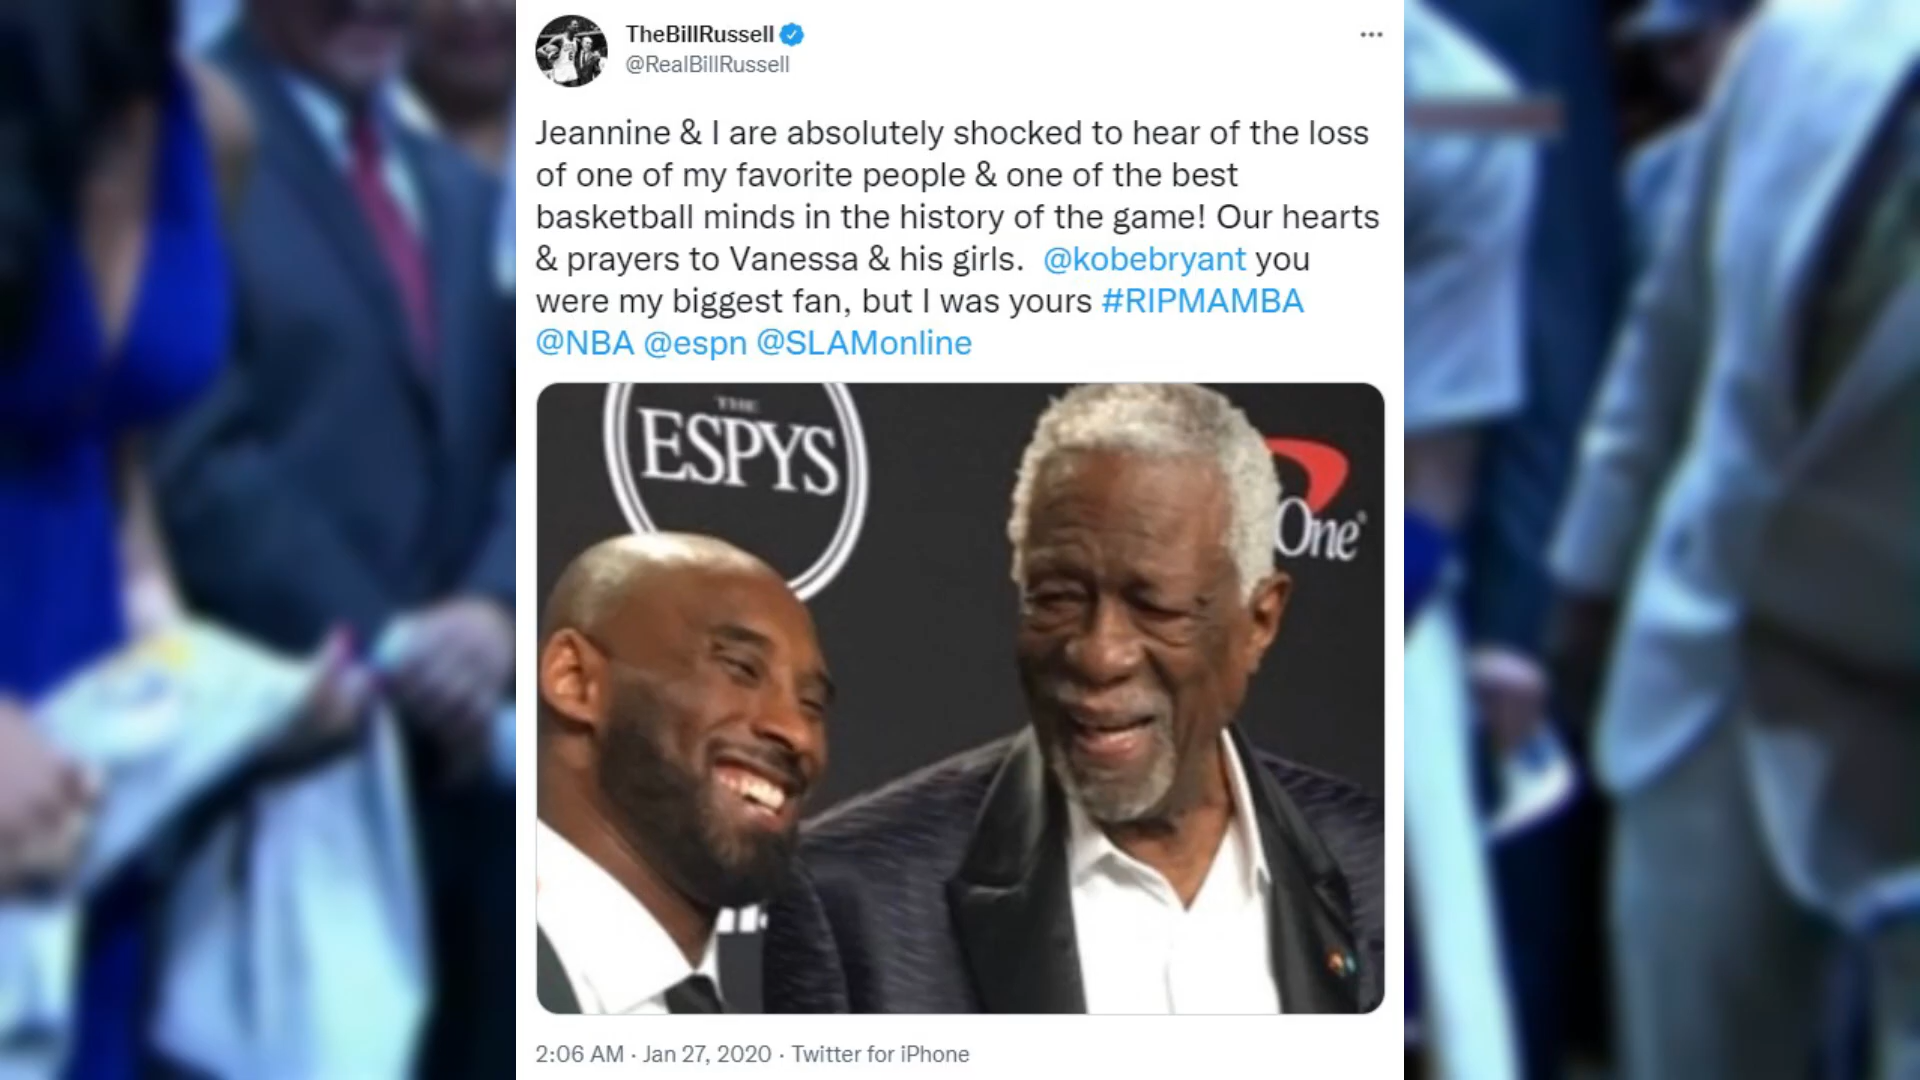 TheBillRussell
@RealBillRussell
Jeannine & I are absolutely shocked to hear of the loss
of one of my favorite people & one of the best
basketball minds in the history of the game! Our hearts
& prayers to Vanessa & his girls. @kobebryant you
were my biggest fan, but I was yours #RIPMAMBA
@NBA @espn @SLAMonline
THE
ESPYS
One®
2:06 AM · Jan 27, 2020 · Twitter for iPhone